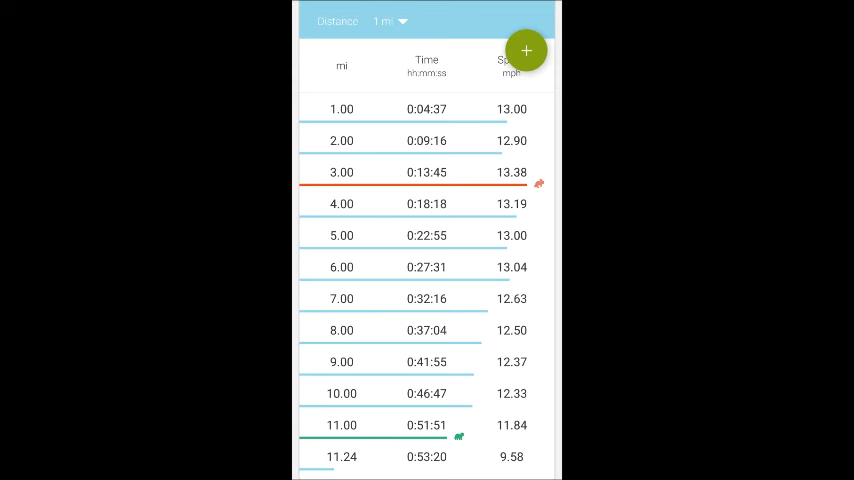 Distance 1 mi
+
mi Time
hh:mm:ss mph
1.00 0:04:37 13.00
2.00 0:09:16 12.90
3.00 0:13:45 13.38
4.00 0:18:18 13.19
5.00 0:22:55 13.00
6.00 0:27:31 13.04
7.00 0:32:16 12.63
8.00 0:37:04 12.50
9.00 0:41:55 12.37
10.00 0:46:47 12.33
11.00 0:51:51 11.84
11.24 0:53:20 9.58